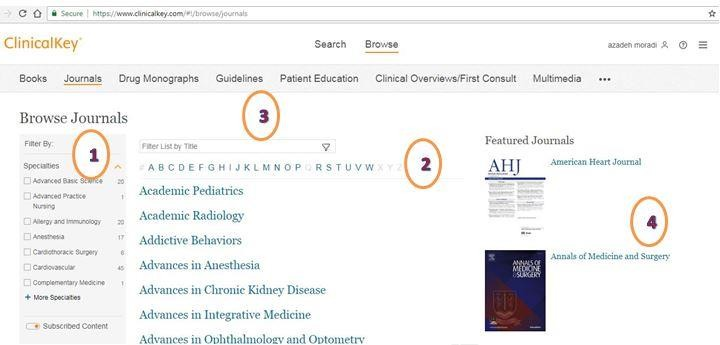 Secure https://www.clinicalkey.com/#!/browse/journals
ClinicalKey®
Search Browse
azadeh moradi
Books Journals Drug Monographs Guidelines Patient Education Clinical Overviews/First Consult Multimedia •••
Browse Journals
3
Filter By:
1
Filter List by Title
Featured Journals
Specialties
# A B C D E F G H I J K L M N O P Q R S T U V W X Y Z
2
Advanced Basic Science 20
Advanced Practice Nursing 1
Allergy and Immunology 20
Anesthesia 17
Cardiothoracic Surgery 6
Cardiovascular 45
Complementary Medicine 1
+ More Specialties
Subscribed Content
Academic Pediatrics
Academic Radiology
Addictive Behaviors
Advances in Anesthesia
Advances in Chronic Kidney Disease
Advances in Integrative Medicine
Advances in Ophthalmology and Optometry
AHJ
American Heart Journal
4
ANNALS OF
MEDICINE
&SURGERY
Annals of Medicine and Surgery